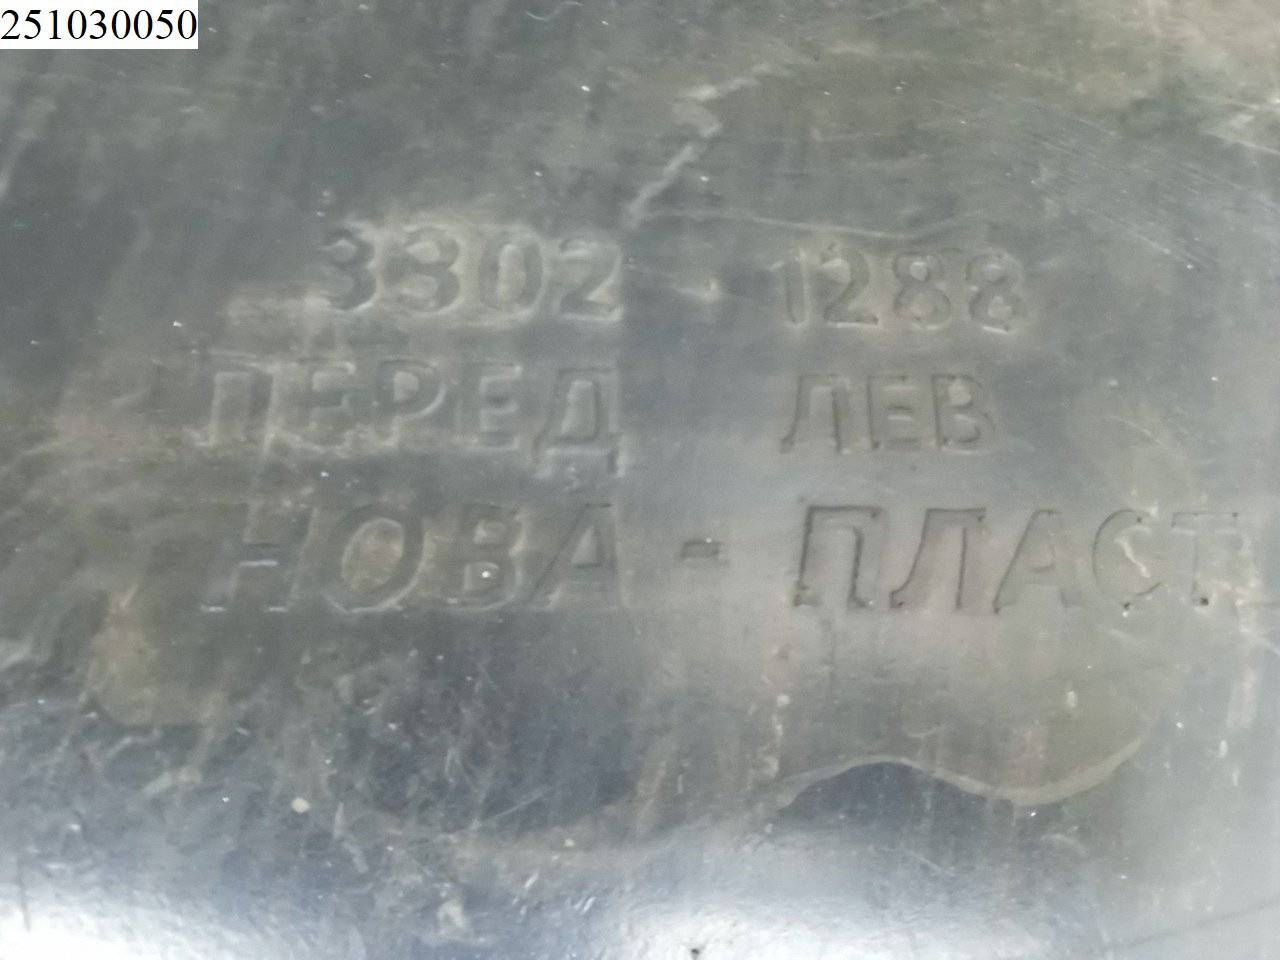 251030050
3302 - 1288
ПЕРЕД ЛЕВ
НОВА - ПЛАСТ